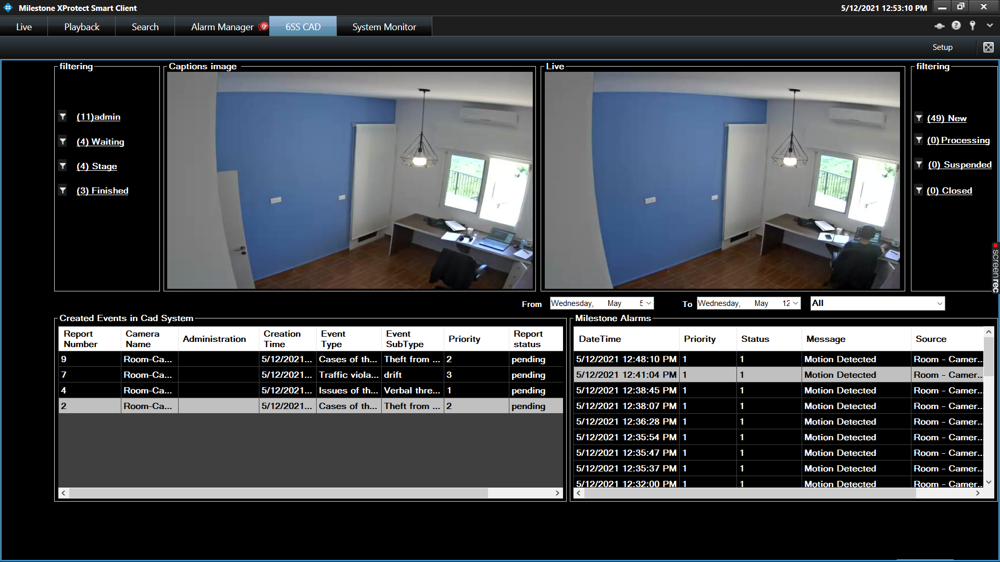 Milestone XProtect Smart Client
5/12/2021 12:53:10 PM
Live Playback Search Alarm Manager 9+ 6SS CAD System Monitor
Setup
filtering
(11)admin
(4) Waiting
(4) Stage
(3) Finished
Captions image
Live
filtering
(49) New
(0) Processing
(0) Suspended
(0) Closed
screenrec
From Wednesday, May 5 To Wednesday, May 12 All
Created Events in Cad System
Report Number Camera Name Administration Creation Time Event Type Event SubType Priority Report status
9 Room-Ca... 5/12/2021... Cases of th... Theft from ... 2 pending
7 Room-Ca... 5/12/2021... Traffic viola... drift 3 pending
4 Room-Ca... 5/12/2021... Issues of th... Verbal thre... 1 pending
2 Room-Ca... 5/12/2021... Cases of th... Theft from ... 2 pending
Milestone Alarms
DateTime Priority Status Message Source
5/12/2021 12:48:10 PM 1 1 Motion Detected Room - Camer...
5/12/2021 12:41:04 PM 1 1 Motion Detected Room - Camer...
5/12/2021 12:38:45 PM 1 1 Motion Detected Room - Camer...
5/12/2021 12:38:07 PM 1 1 Motion Detected Room - Camer...
5/12/2021 12:36:28 PM 1 1 Motion Detected Room - Camer...
5/12/2021 12:35:54 PM 1 1 Motion Detected Room - Camer...
5/12/2021 12:35:47 PM 1 1 Motion Detected Room - Camer...
5/12/2021 12:35:37 PM 1 1 Motion Detected Room - Camer...
5/12/2021 12:32:00 PM 1 1 Motion Detected Room - Camer...